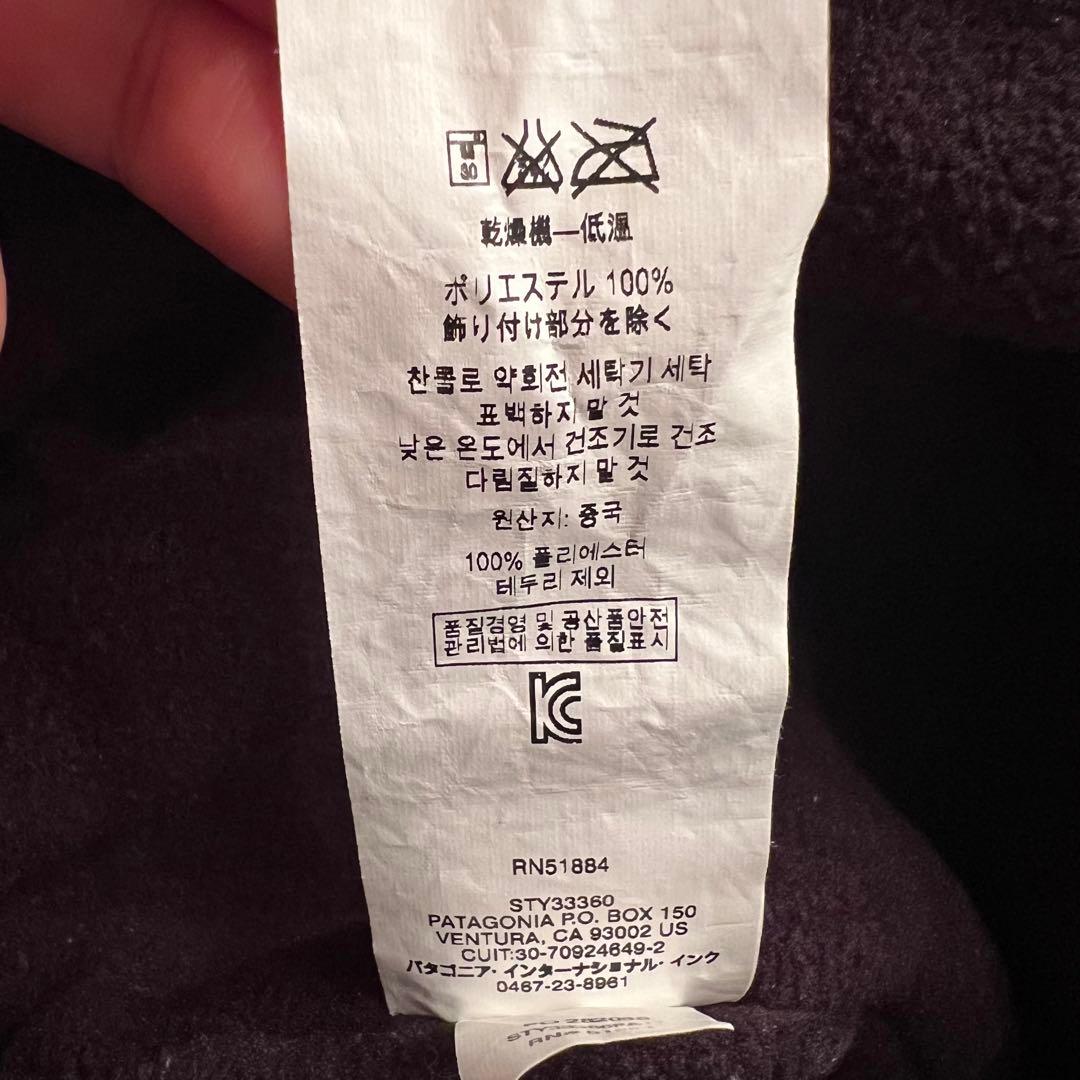 30
乾燥機—低温
ポリエステル 100%
飾り付け部分を除く
찬물로 약회전 세탁기 세탁
표백하지 말 것
낮은 온도에서 건조기로 건조
다림질하지 말 것
원산지: 중국
100% 폴리에스터
테두리 제외
품질경영 및 공산품안전
관리법에 의한 품질표시
KC
RN51884
STY33360
PATAGONIA P.O. BOX 150
VENTURA, CA 93002 US
CUIT:30-70924649-2
パタゴニア・インターナショナル・インク
0467-23-8961